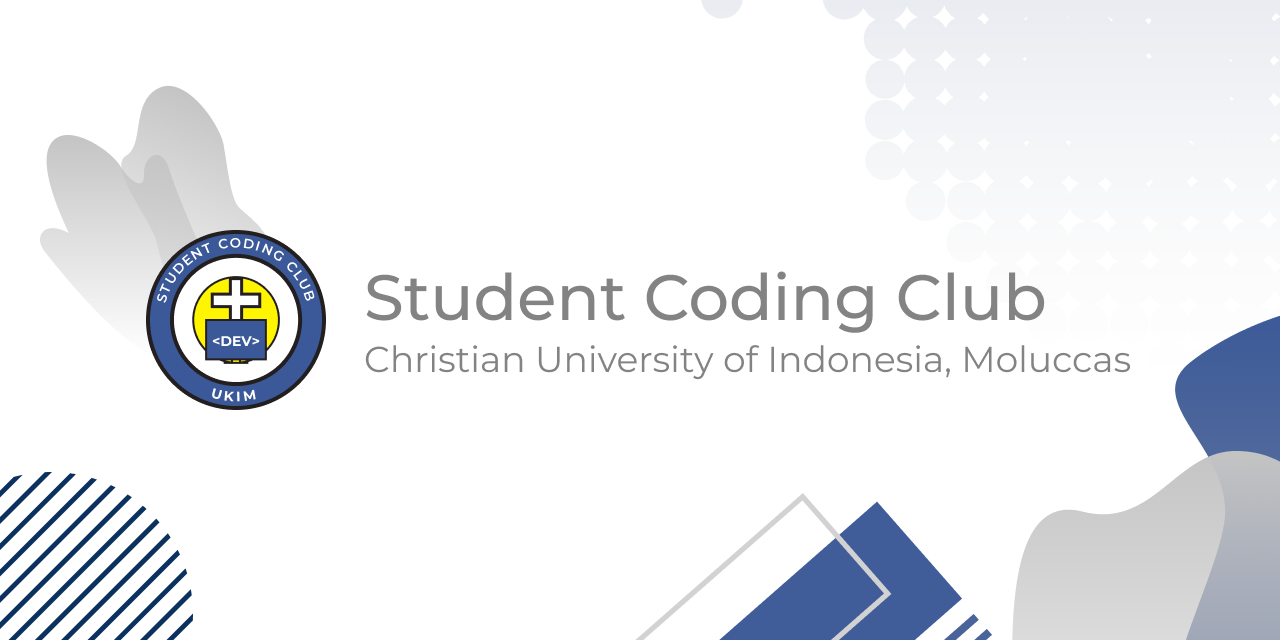 STUDENT CODING CLUB
<DEV>
UKIM
Student Coding Club
Christian University of Indonesia, Moluccas